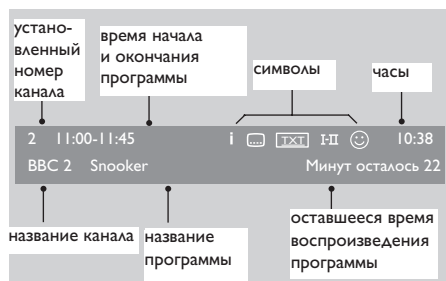 устано-
вленный
номер
канала
время начала
и окончания
программы
символы
часы
2 11:00-11:45 i TXT I-II 10:38
BBC 2 Snooker Минут осталось 22
название канала
название
программы
оставшееся время
воспроизведения
программы